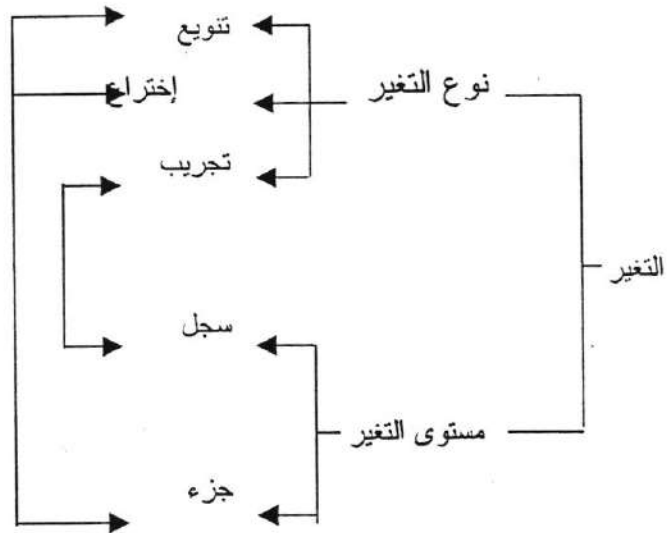 تنويع
إختراع
نوع التغير
تجريب
التغير
سجل
مستوى التغير
جزء